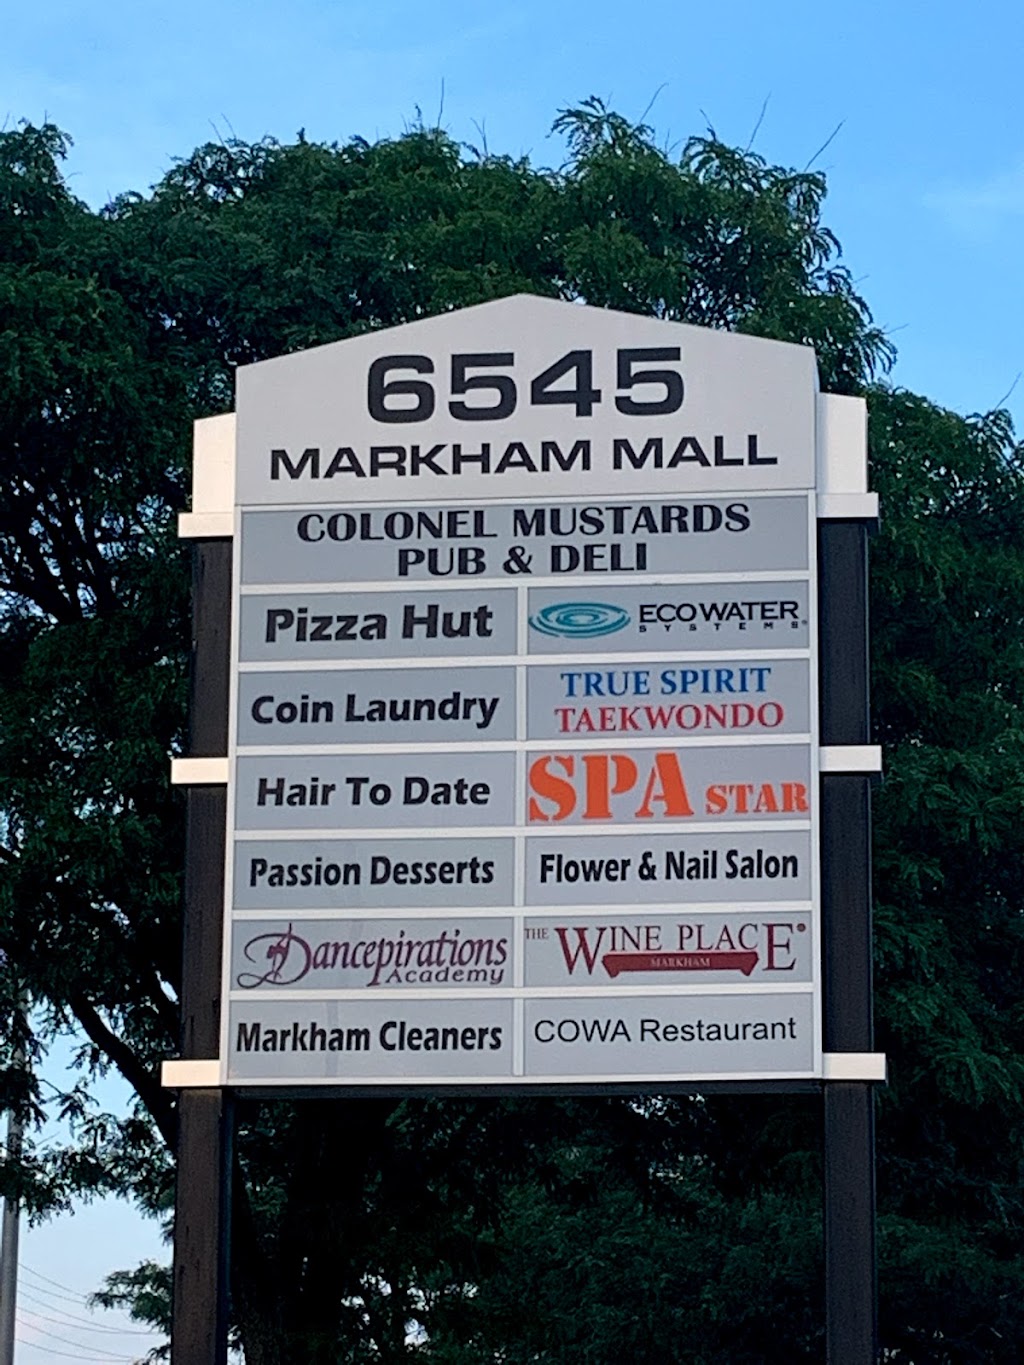 6545
MARKHAM MALL
COLONEL MUSTARDS
PUB & DELI
Pizza Hut
ECOWATER
SYSTEMS®
Coin Laundry
TRUE SPIRIT
TAEKWONDO
Hair To Date
SPA STAR
Passion Desserts
Flower & Nail Salon
Dancepirations
Academy
THE WINE PLACE®
MARKHAM
Markham Cleaners
COWA Restaurant